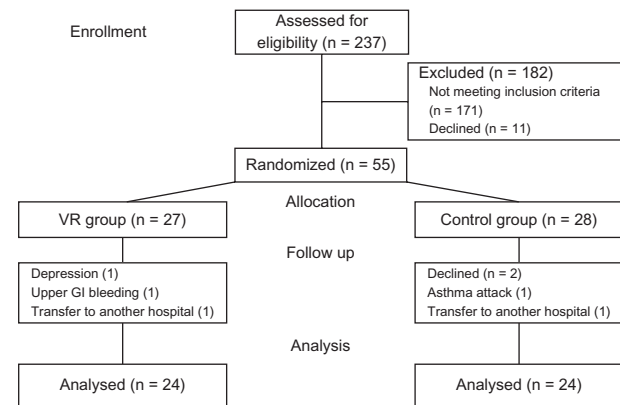 Enrollment
Assessed for
eligibility (n = 237)
Excluded (n = 182)
Not meeting inclusion criteria
(n = 171)
Declined (n = 11)
Randomized (n = 55)
Allocation
VR group (n = 27)
Control group (n = 28)
Follow up
Depression (1)
Upper GI bleeding (1)
Transfer to another hospital (1)
Declined (n = 2)
Asthma attack (1)
Transfer to another hospital (1)
Analysis
Analysed (n = 24)
Analysed (n = 24)